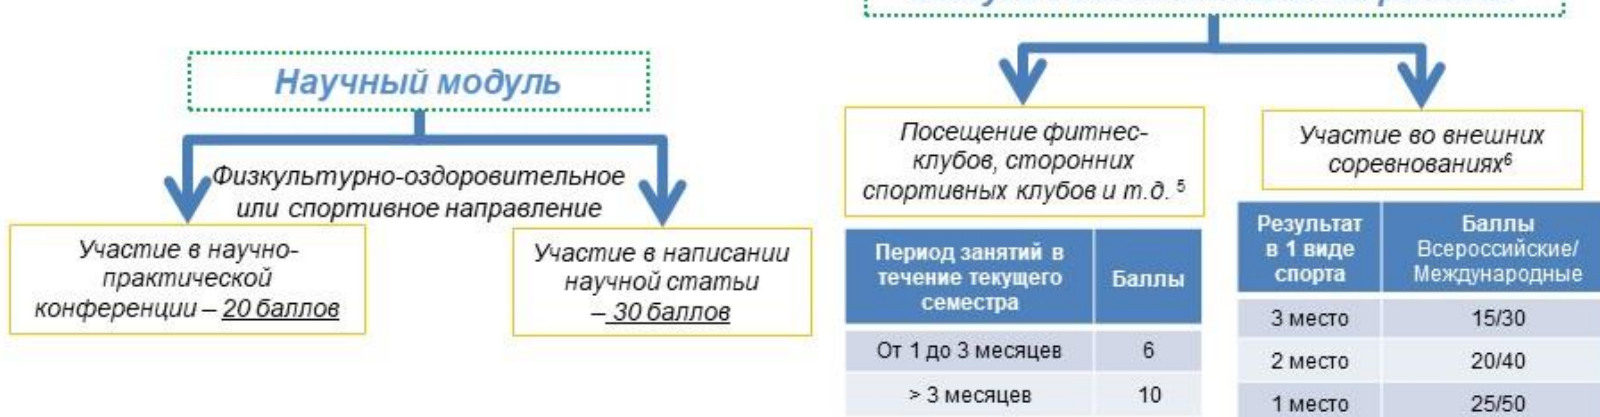 Научный модуль
Физкультурно-оздоровительное
или спортивное направление
Участие в научно-
практической
конференции – 20 баллов
Участие в написании
научной статьи
– 30 баллов
Посещение фитнес-
клубов, сторонних
спортивных клубов и т.д. 5
Период занятий в
течение текущего
семестра
Баллы
От 1 до 3 месяцев 6
> 3 месяцев 10
Участие во внешних
соревнованиях6
Результат
в 1 виде
спорта
Баллы
Всероссийские/
Международные
3 место 15/30
2 место 20/40
1 место 25/50